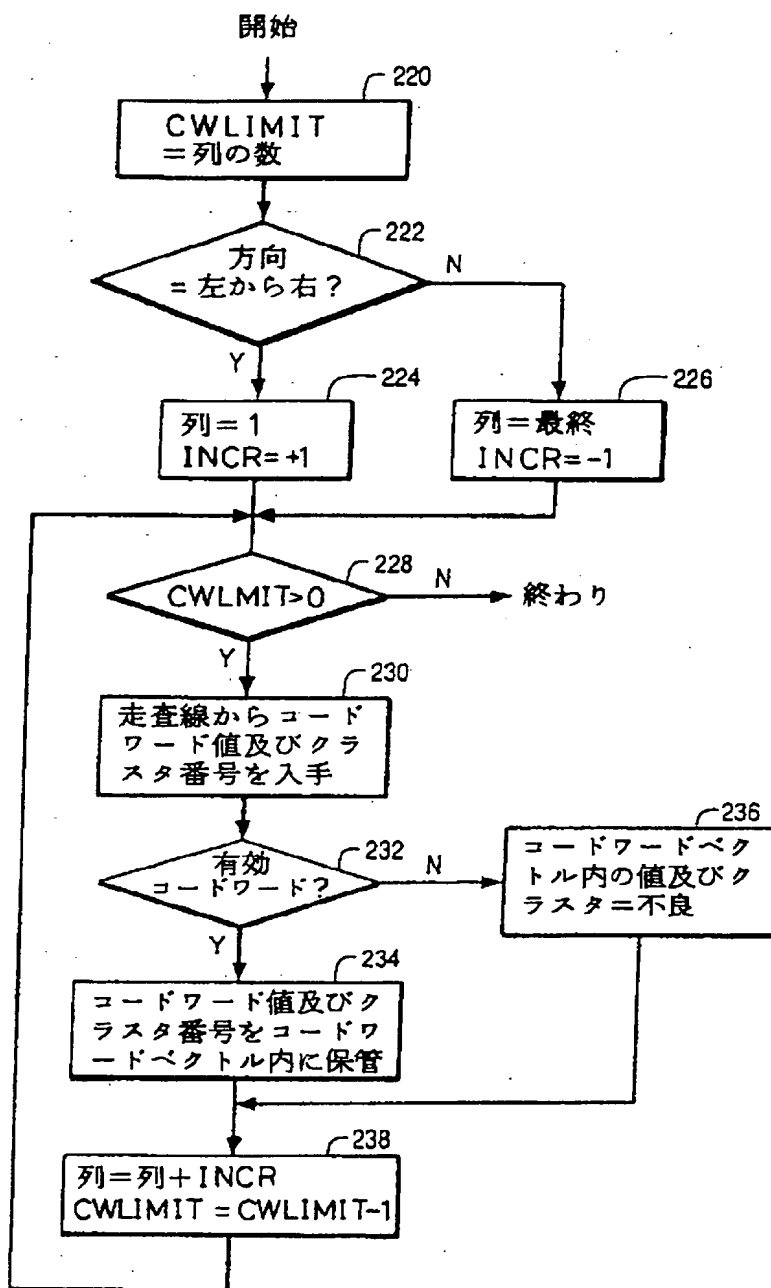 開始
220
CWLIMIT
=列の数
222
方向
=左から右?
N
Y
224
列=1
INCR=+1
226
列=最終
INCR=-1
228
CWLMIT>0
N
終わり
Y
230
走査線からコード
ワード値及びクラ
スタ番号を入手
232
有効
コードワード?
N
236
コードワードベク
トル内の値及びク
ラスタ=不良
Y
234
コードワード値及びク
ラスタ番号をコードワ
ードベクトル内に保管
238
列=列+INCR
CWLIMIT=CWLIMIT-1